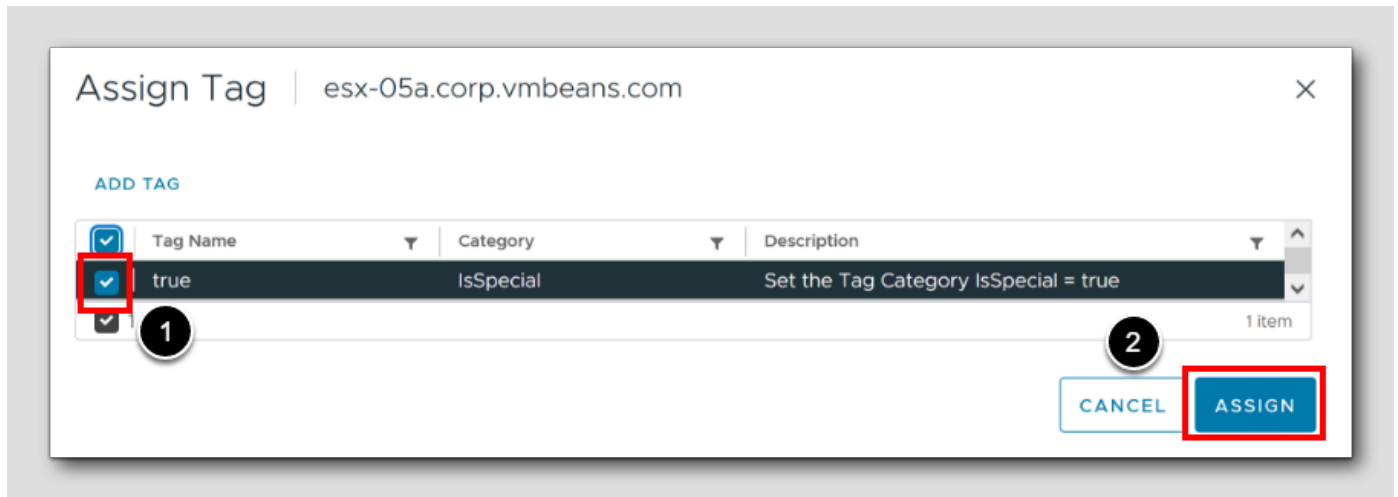 Assign Tag esx-05a.corp.vmbeans.com
ADD TAG
Tag Name Category Description
true IsSpecial Set the Tag Category IsSpecial = true
1 1 item
1
2
CANCEL ASSIGN